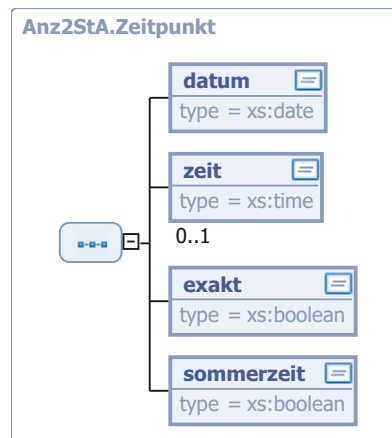 Anz2StA.Zeitpunkt
datum
type = xs:date
zeit
type = xs:time
0..1
exakt
type = xs:boolean
sommerzeit
type = xs:boolean